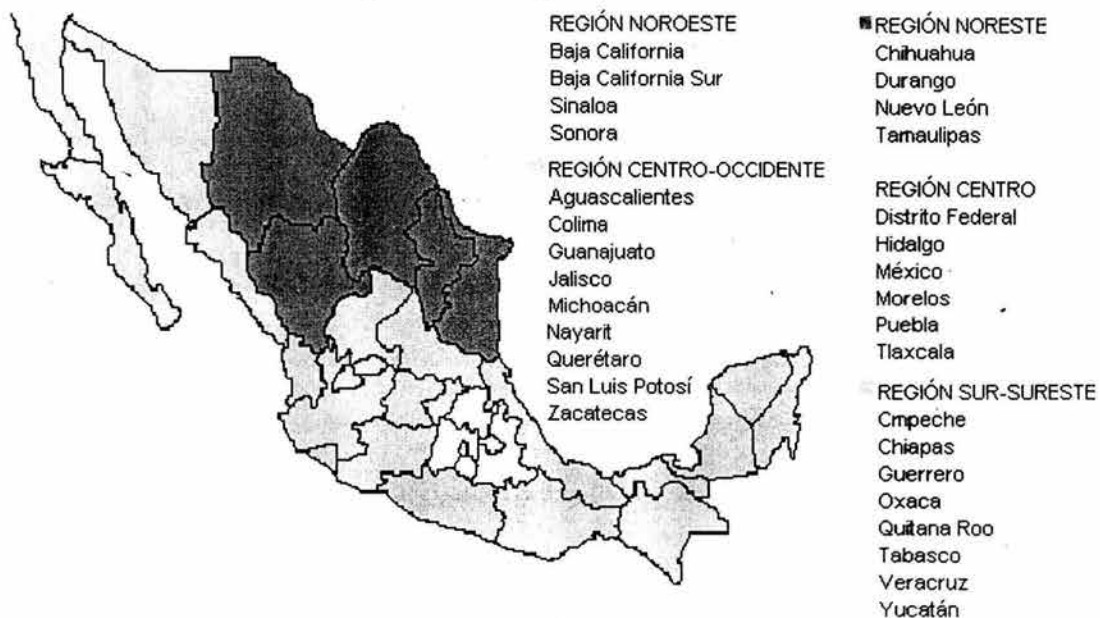 REGIÓN NOROESTE
Baja California
Baja California Sur
Sinaloa
Sonora
REGIÓN CENTRO-OCCIDENTE
Aguascalientes
Colima
Guanajuato
Jalisco
Michoacán
Nayarit
Querétaro
San Luis Potosí
Zacatecas
REGIÓN NORESTE
Chihuahua
Durango
Nuevo León
Tamaulipas
REGIÓN CENTRO
Distrito Federal
Hidalgo
México
Morelos
Puebla
Tlaxcala
REGIÓN SUR-SURESTE
Cmpeche
Chiapas
Guerrero
Oxaca
Quitana Roo
Tabasco
Veracruz
Yucatán